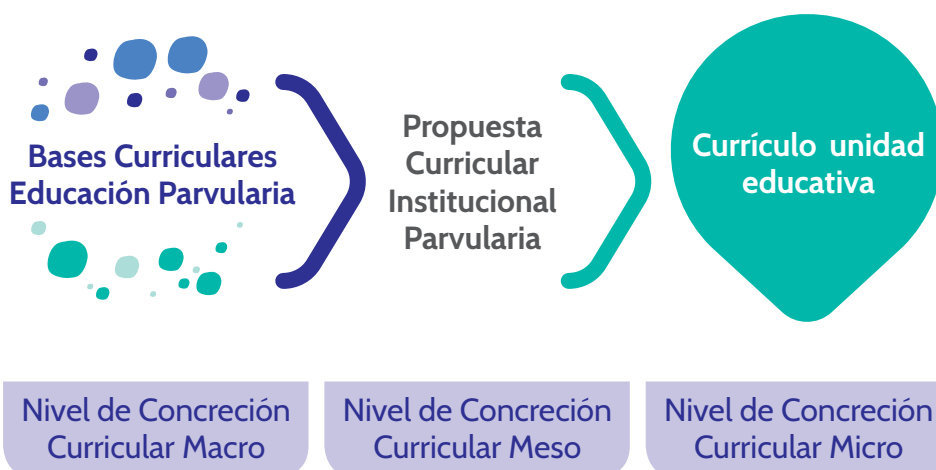 Bases Curriculares
Educación Parvularia
Propuesta
Curricular
Institucional
Parvularia
Currículo unidad
educativa
Nivel de Concreción
Curricular Macro
Nivel de Concreción
Curricular Meso
Nivel de Concreción
Curricular Micro